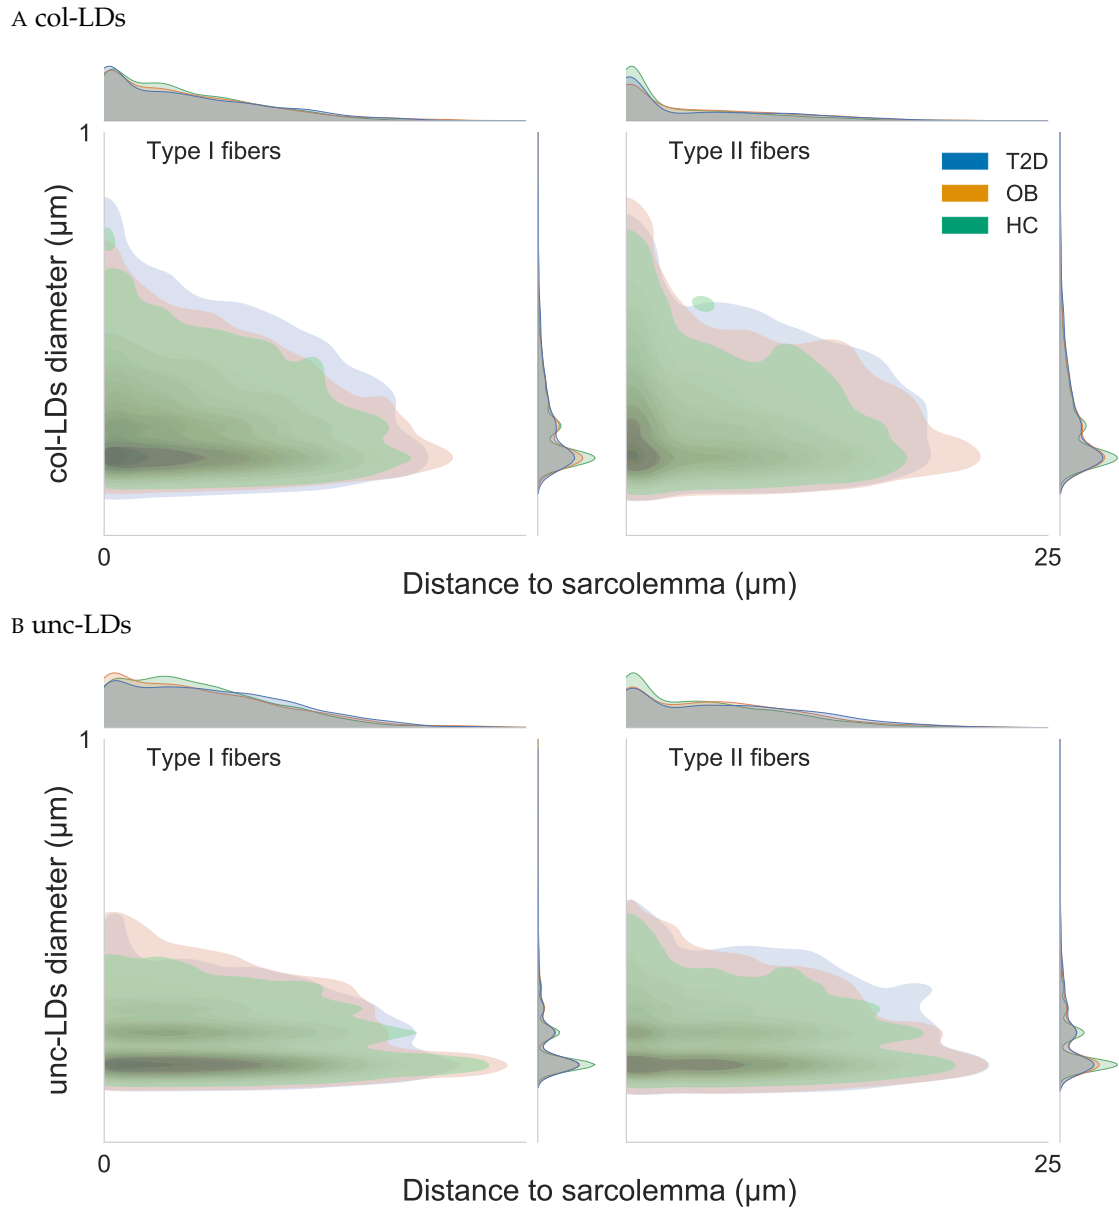 A col-LDs
Type I fibers
Type II fibers
T2D
OB
HC
1
col-LDs diameter (μm)
0
25
Distance to sarcolemma (μm)
B unc-LDs
Type I fibers
Type II fibers
1
unc-LDs diameter (μm)
0
25
Distance to sarcolemma (μm)